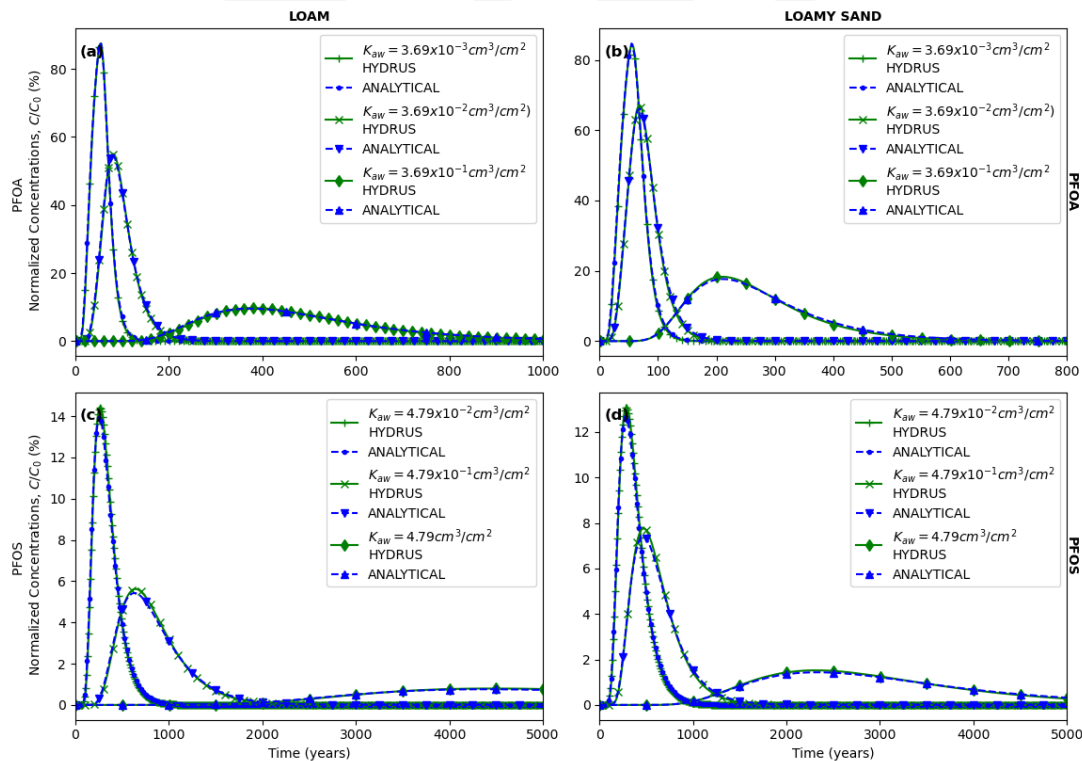 LOAM
LOAMY SAND
(a)
K_aw = 3.69x10^-3 cm^3/cm^2
HYDRUS
ANALYTICAL
K_aw = 3.69x10^-2 cm^3/cm^2)
HYDRUS
ANALYTICAL
K_aw = 3.69x10^-1 cm^3/cm^2
HYDRUS
ANALYTICAL
PFOA
Normalized Concentrations, C/C_0 (%)
80
60
40
20
0
0 200 400 600 800 1000
(b)
K_aw = 3.69x10^-3 cm^3/cm^2
HYDRUS
ANALYTICAL
K_aw = 3.69x10^-2 cm^3/cm^2)
HYDRUS
ANALYTICAL
K_aw = 3.69x10^-1 cm^3/cm^2
HYDRUS
ANALYTICAL
PFOA
80
60
40
20
0
0 100 200 300 400 500 600 700 800
(c)
K_aw = 4.79x10^-2 cm^3/cm^2
HYDRUS
ANALYTICAL
K_aw = 4.79x10^-1 cm^3/cm^2
HYDRUS
ANALYTICAL
K_aw = 4.79cm^3/cm^2
HYDRUS
ANALYTICAL
PFOS
Normalized Concentrations, C/C_0 (%)
14
12
10
8
6
4
2
0
0 1000 2000 3000 4000 5000
Time (years)
(d)
K_aw = 4.79x10^-2 cm^3/cm^2
HYDRUS
ANALYTICAL
K_aw = 4.79x10^-1 cm^3/cm^2
HYDRUS
ANALYTICAL
K_aw = 4.79cm^3/cm^2
HYDRUS
ANALYTICAL
PFOS
12
10
8
6
4
2
0
0 1000 2000 3000 4000 5000
Time (years)